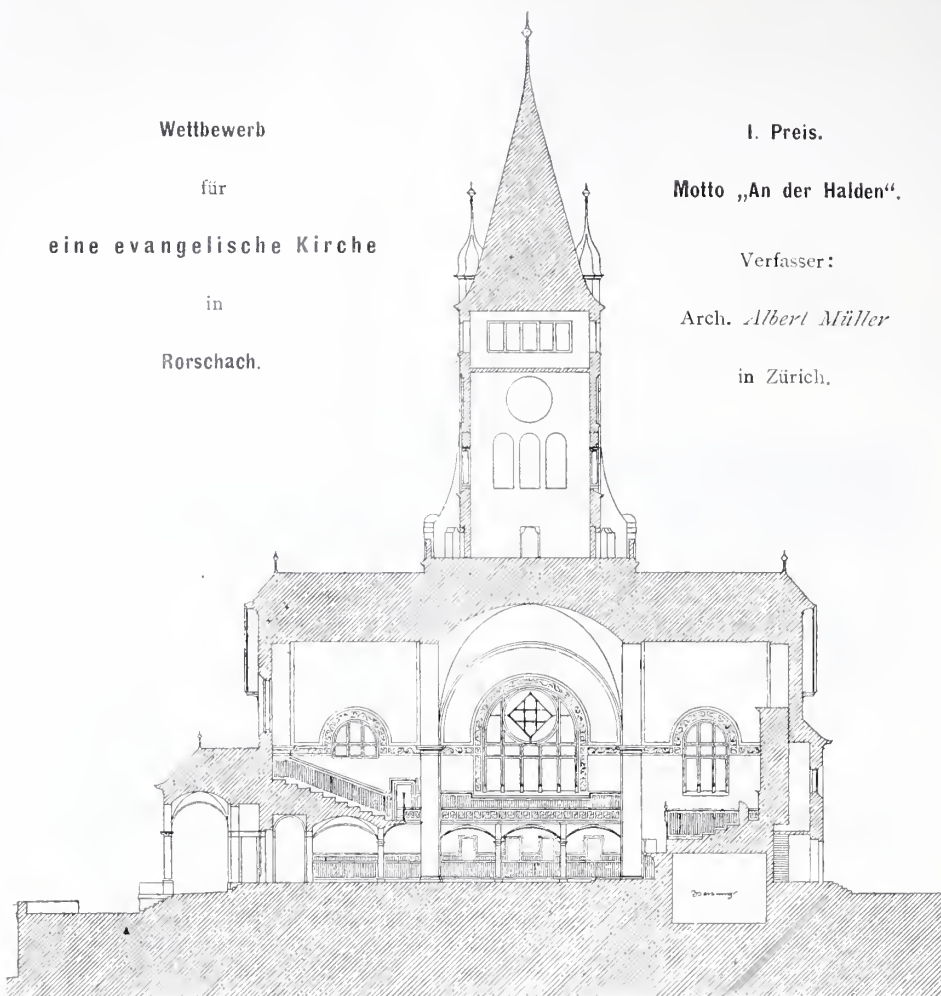 Wettbewerb
für
eine evangelische Kirche
in
Rorschach.
I. Preis.
Motto „An der Halden“.
Verfasser:
Arch. Albert Müller
in Zürich.